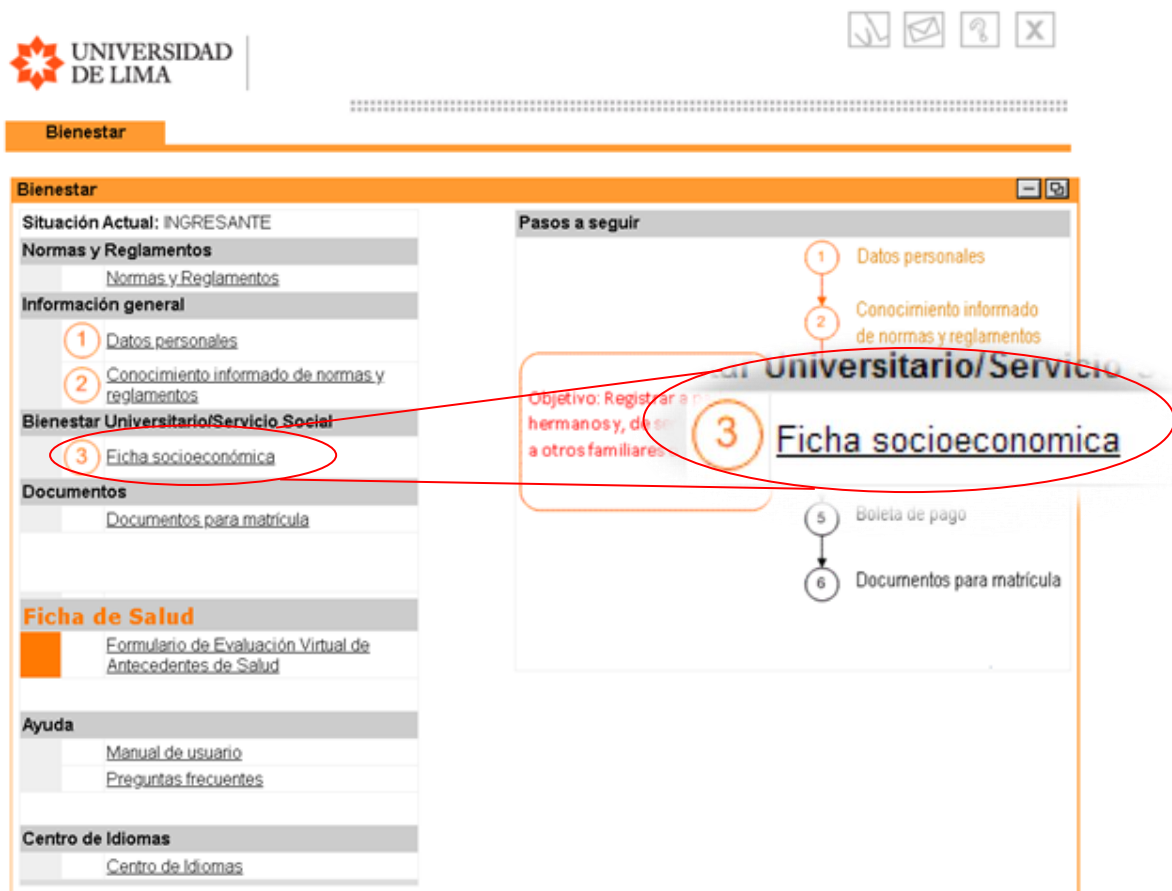 UNIVERSIDAD
DE LIMA
Bienestar
Bienestar
Situación Actual: INGRESANTE
Normas y Reglamentos
Normas y Reglamentos
Información general
1 Datos personales
2 Conocimiento informado de normas y
reglamentos
Bienestar Universitario/Servicio Social
3 Ficha socioeconómica
Documentos
Documentos para matrícula
Ficha de Salud
Formulario de Evaluación Virtual de
Antecedentes de Salud
Ayuda
Manual de usuario
Preguntas frecuentes
Centro de Idiomas
Centro de Idiomas
Pasos a seguir
1 Datos personales
2 Conocimiento informado
de normas y reglamentos
Objetivo: Registrar a
hermanos y, de
a otros familiares
Universitario/Servicio
3 Ficha socioeconomica
5 Boleta de pago
6 Documentos para matrícula